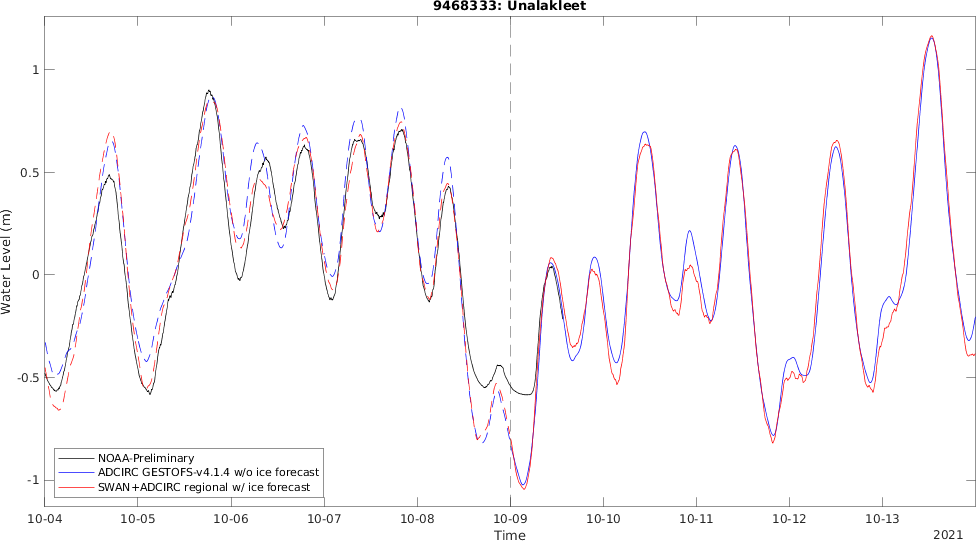 9468333: Unalakleet
Water Level (m)
1
0.5
0
-0.5
-1
NOAA-Preliminary
ADCIRC GESTOFS-v4.1.4 w/o ice forecast
SWAN+ADCIRC regional w/ ice forecast
10-04 10-05 10-06 10-07 10-08 10-09 10-10 10-11 10-12 10-13
Time
2021